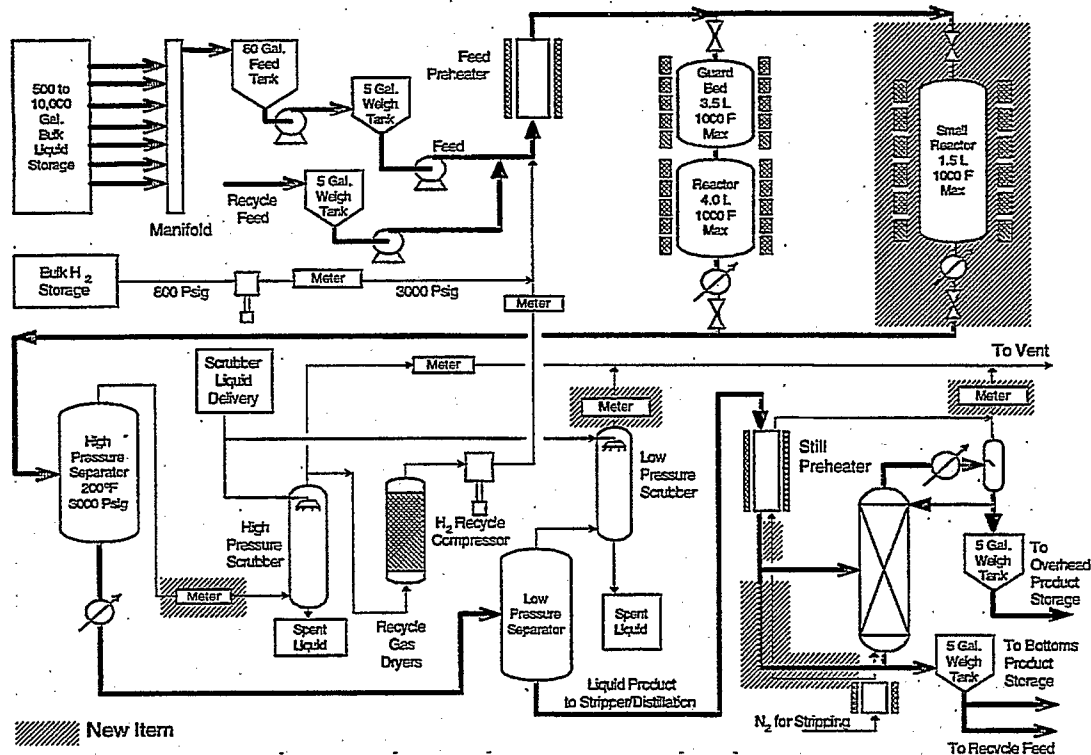 500 to
10,000
Gal.
Bulk
Liquid
Storage
Manifold
60 Gal.
Feed
Tank
5 Gal.
Weigh
Tank
Feed
Recycle
Feed
5 Gal.
Weigh
Tank
Feed
Preheater
Guard
Bed
3.5 L
1000 F
Max
Reactor
4.0 L
1000 F
Max
Small
Reactor
1.5 L
1000 F
Max
Bulk H2
Storage
800 Psig
Meter
3000 Psig
Meter
Scrubber
Liquid
Delivery
Meter
To Vent
Meter
Meter
High
Pressure
Separator
200°F
3000 Psig
High
Pressure
Scrubber
Meter
Spent
Liquid
H2 Recycle
Compressor
Recycle
Gas
Dryers
Low
Pressure
Scrubber
Low
Pressure
Separator
Spent
Liquid
Still
Preheater
5 Gal.
Weigh
Tank
To
Overhead
Product
Storage
5 Gal.
Weigh
Tank
To Bottoms
Product
Storage
Liquid Product
to Stripper/Distillation
N2 for Stripping
To Recycle Feed
New Item